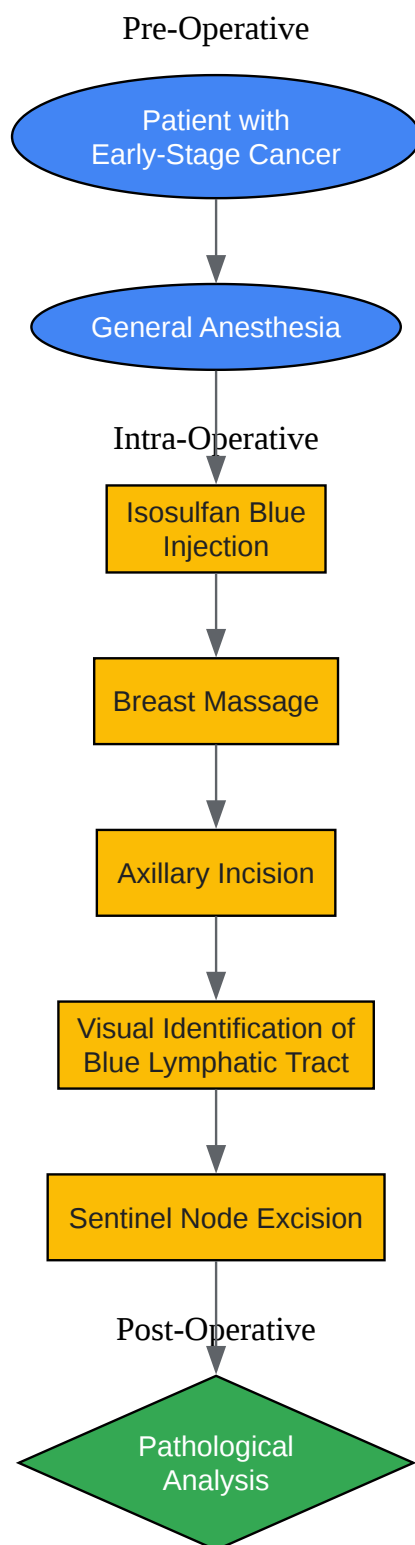 Pre-Operative
Patient with
Early-Stage Cancer
General Anesthesia
Intra-Operative
Isosulfan Blue
Injection
Breast Massage
Axillary Incision
Visual Identification of
Blue Lymphatic Tract
Sentinel Node Excision
Post-Operative
Pathological
Analysis